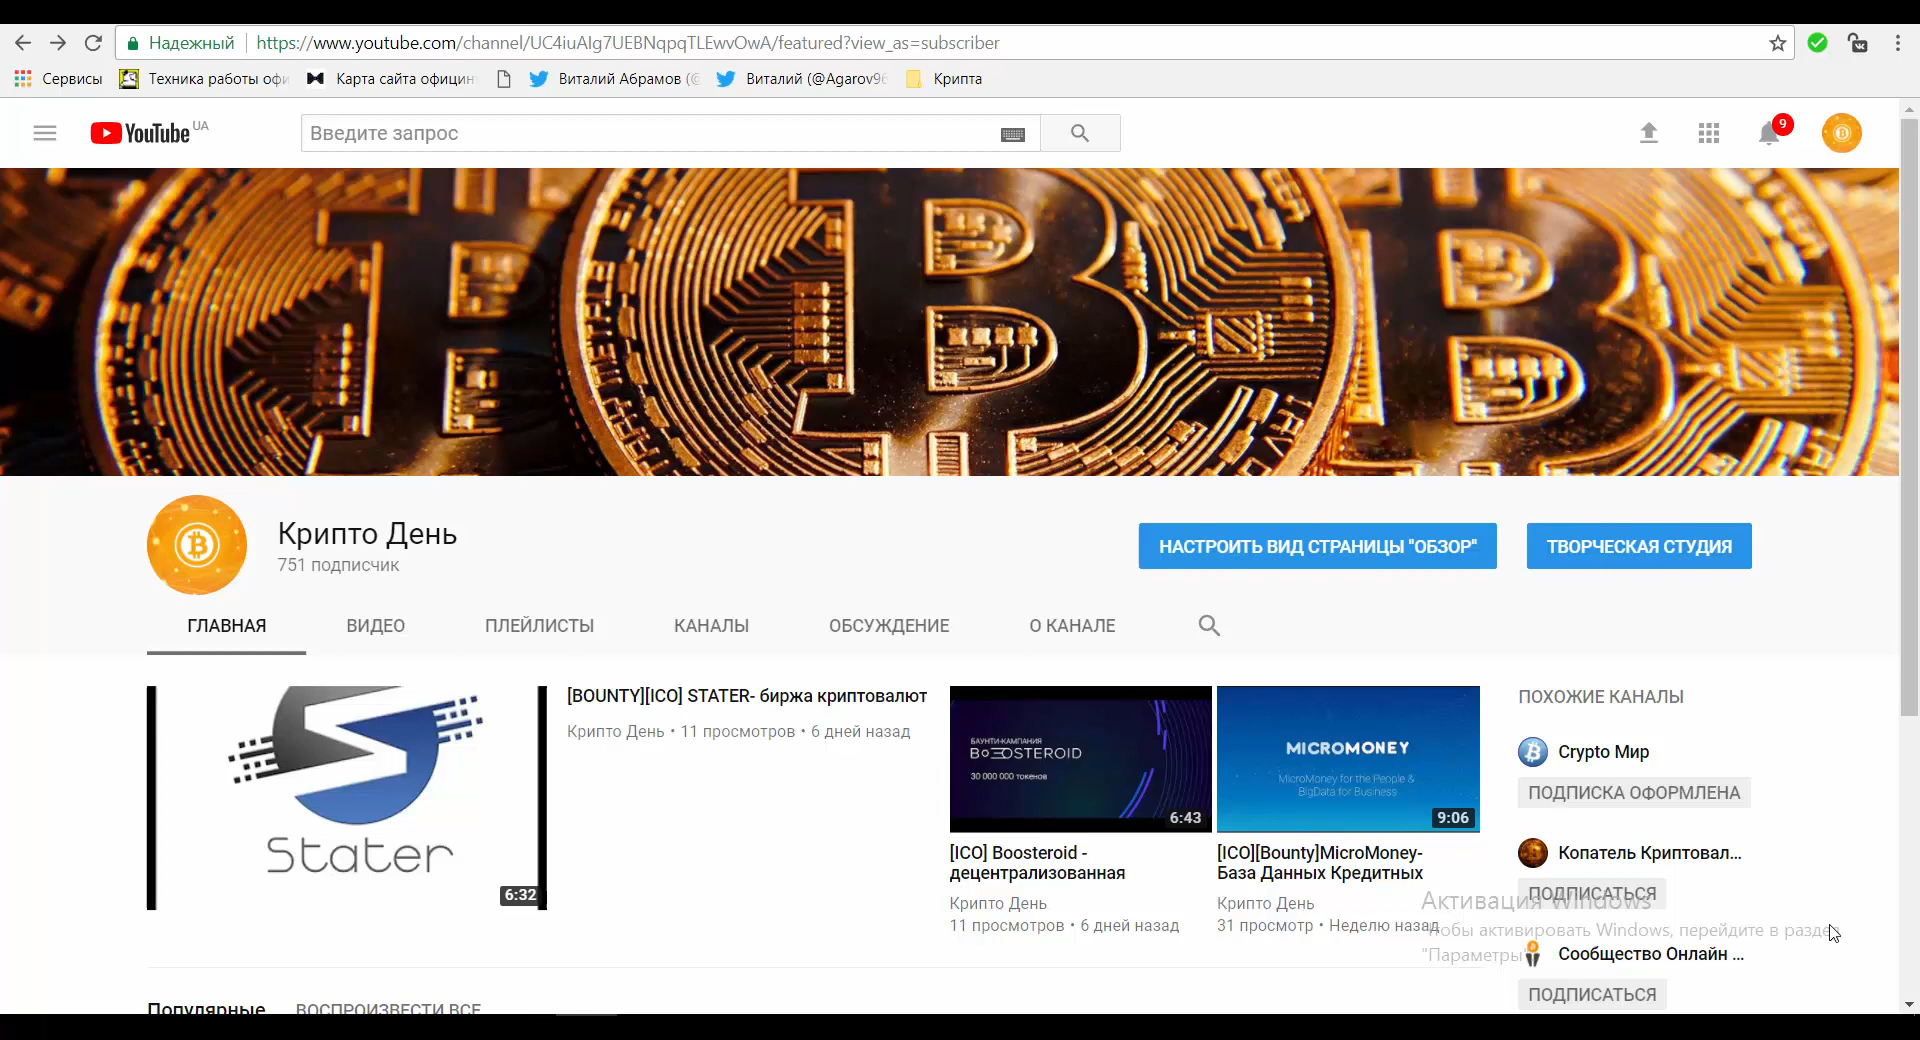 Надежный
https://www.youtube.com/channel/UC4iuAIg7UEBNqpqTLEwvOwA/featured?view_as=subscriber
Сервисы
Техника работы офи
Карта сайта официн
Виталий Абрамов (@
Виталий (@Agarov96
Крипта
YouTube UA
Введите запрос
9
Крипто День
751 подписчик
НАСТРОИТЬ ВИД СТРАНИЦЫ "ОБЗОР"
ТВОРЧЕСКАЯ СТУДИЯ
ГЛАВНАЯ
ВИДЕО
ПЛЕЙЛИСТЫ
КАНАЛЫ
ОБСУЖДЕНИЕ
О КАНАЛЕ
Stater
6:32
[BOUNTY][ICO] STATER- биржа криптовалют
Крипто День • 11 просмотров • 6 дней назад
БАУНТИ-КАМПАНИЯ
BOOSTEROID
30 000 000 токенов
6:43
[ICO] Boosteroid -
децентрализованная
Крипто День
11 просмотров • 6 дней назад
MICROMONEY
MicroMoney for the People &
BigData for Business
9:06
[ICO][Bounty]MicroMoney-
База Данных Кредитных
Крипто День
31 просмотр • Неделю назад
ПОХОЖИЕ КАНАЛЫ
Crypto Мир
ПОДПИСКА ОФОРМЛЕНА
Копатель Криптовал...
ПОДПИСАТЬСЯ
Активация Windows
Чтобы активировать Windows, перейдите в раздел
"Параметры
Сообщество Онлайн ...
ПОДПИСАТЬСЯ
Популярные
ВОСПРОИЗВЕСТИ ВСЕ